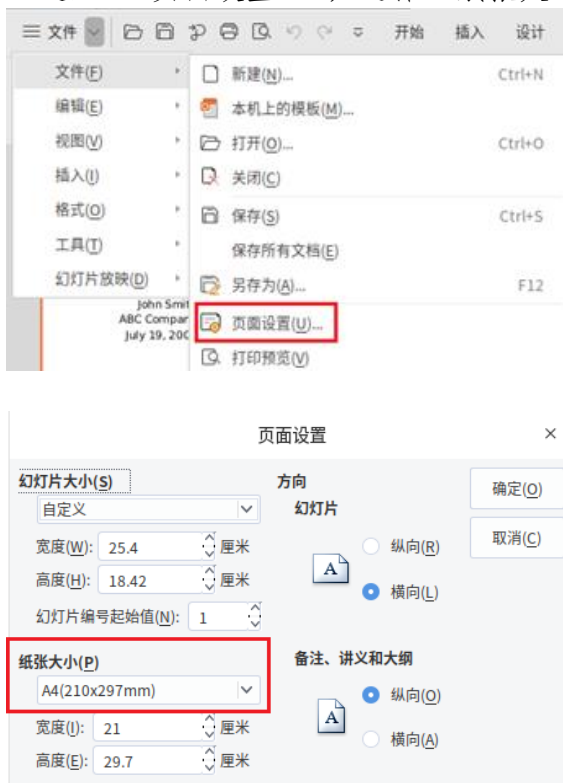 文件 开始 插入 设计
文件(F) 新建(N)... Ctrl+N
编辑(E) 本机上的模板(M)...
视图(V) 打开(O)... Ctrl+O
插入(I) 关闭(C)
格式(O) 保存(S) Ctrl+S
工具(T) 保存所有文档(E)
幻灯片放映(D) 另存为(A)... F12
John Smit
ABC Compar
July 19, 200
页面设置(U)...
打印预览(V)
页面设置
幻灯片大小(S) 方向 确定(O)
自定义 幻灯片
宽度(W): 25.4 厘米 纵向(R) 取消(C)
高度(H): 18.42 厘米 A 横向(L)
幻灯片编号起始值(N): 1
纸张大小(P) 备注、讲义和大纲
A4(210x297mm) 纵向(O)
宽度(I): 21 厘米 A
高度(E): 29.7 厘米 横向(A)